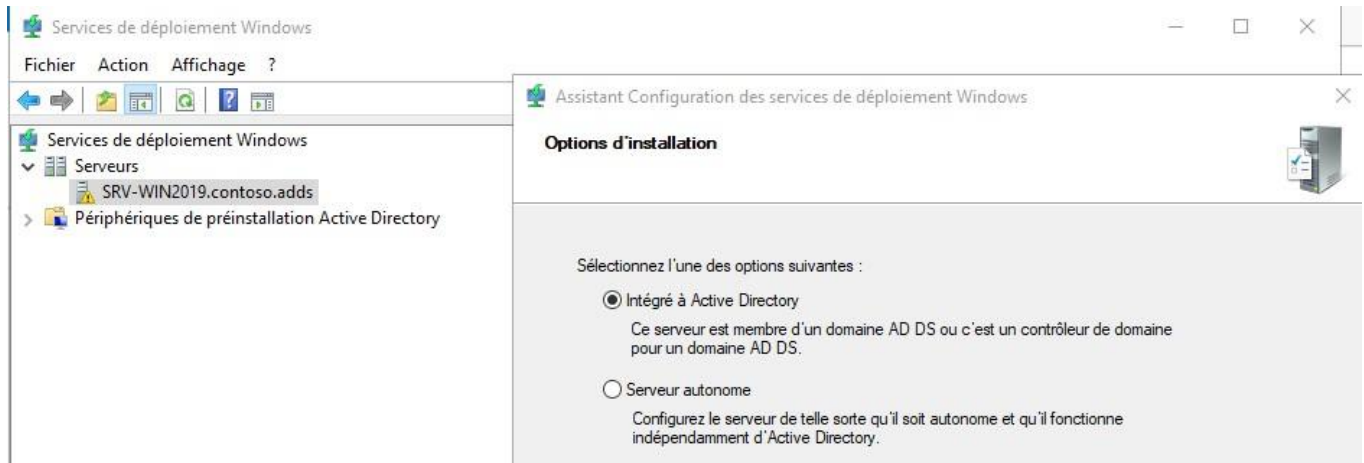 Services de déploiement Windows
Fichier Action Affichage ?
Services de déploiement Windows
Serveurs
SRV-WIN2019.contoso.adds
Périphériques de préinstallation Active Directory
Assistant Configuration des services de déploiement Windows
Options d'installation
Sélectionnez l'une des options suivantes :
Intégré à Active Directory
Ce serveur est membre d'un domaine AD DS ou c'est un contrôleur de domaine
pour un domaine AD DS.
Serveur autonome
Configurez le serveur de telle sorte qu'il soit autonome et qu'il fonctionne
indépendamment d'Active Directory.